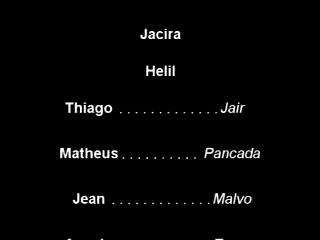 Jacira
Helil
Thiago . . . . . . . . . . . . . Jair
Matheus . . . . . . . . . . Pancada
Jean . . . . . . . . . . . . . Malvo